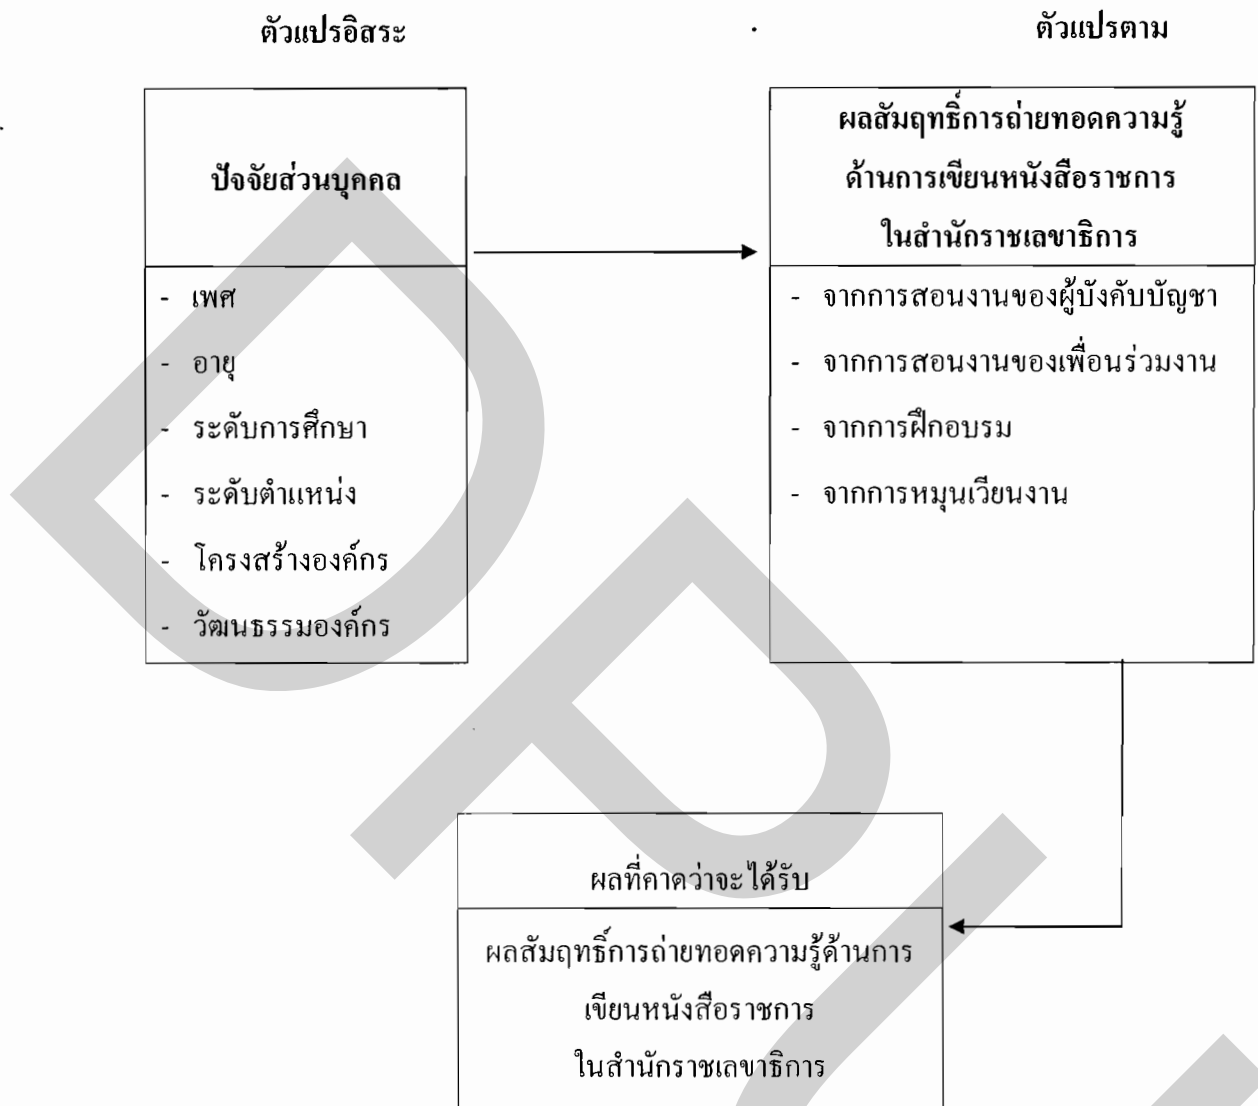 ตัวแปรอิสระ
ตัวแปรตาม
ปัจจัยส่วนบุคคล
- เพศ
- อายุ
- ระดับการศึกษา
- ระดับตำแหน่ง
- โครงสร้างองค์กร
- วัฒนธรรมองค์กร
ผลสัมฤทธิ์การถ่ายทอดความรู้
ด้านการเขียนหนังสือราชการ
ในสำนักราชเลขาธิการ
- จากการสอนงานของผู้บังคับบัญชา
- จากการสอนงานของเพื่อนร่วมงาน
- จากการฝึกอบรม
- จากการหมุนเวียนงาน
ผลที่คาดว่าจะได้รับ
ผลสัมฤทธิ์การถ่ายทอดความรู้ด้านการ
เขียนหนังสือราชการ
ในสำนักราชเลขาธิการ